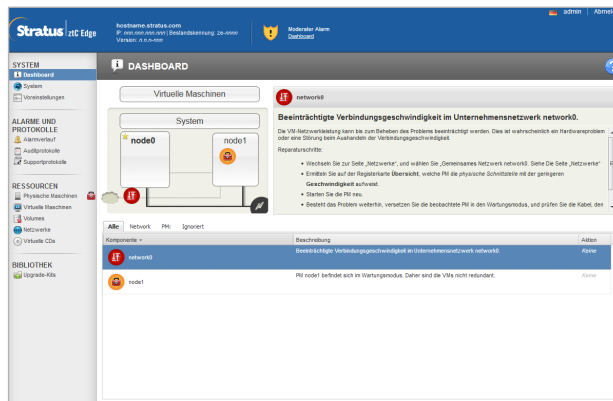 admin Abmel
Stratus ztC Edge
hostname.stratus.com
IP: nnn.nnn.nnn.nnn | Bestandskennung: ze-nnnn
Version: n.n.n-nnn
Moderater Alarm
Dashboard
SYSTEM
Dashboard
System
Voreinstellungen
ALARME UND
PROTOKOLLE
Alarmverlauf
Auditprotokolle
Supportprotokolle
RESSOURCEN
Physische Maschinen
Virtuelle Maschinen
Volumes
Netzwerke
Virtuelle CDs
BIBLIOTHEK
Upgrade-Kits
DASHBOARD
Virtuelle Maschinen
System
node0
node1
network0
Beeinträchtigte Verbindungsgeschwindigkeit im Unternehmensnetzwerk network0.
Die VM-Netzwerkleistung kann bis zum Beheben des Problems beeinträchtigt werden. Dies ist wahrscheinlich ein Hardwareproblem
oder eine Störung beim Aushandeln der Verbindungsgeschwindigkeit.
Reparaturschritte:
Wechseln Sie zur Seite „Netzwerke“, und wählen Sie „Gemeinsames Netzwerk network0. Siehe Die Seite „Netzwerke“
Ermitteln Sie auf der Registerkarte Übersicht, welche PM die physische Schnittstelle mit der geringeren
Geschwindigkeit aufweist.
Starten Sie die PM neu.
Besteht das Problem weiterhin, versetzen Sie die beobachtete PM in den Wartungsmodus, und prüfen Sie die Kabel, den
Alle Network PM: Ignoriert
Komponente Beschreibung Aktion
network0 Beeinträchtigte Verbindungsgeschwindigkeit im Unternehmensnetzwerk network0. Keine
node1 PM node1 befindet sich im Wartungsmodus. Daher sind die VMs nicht redundant. Keine